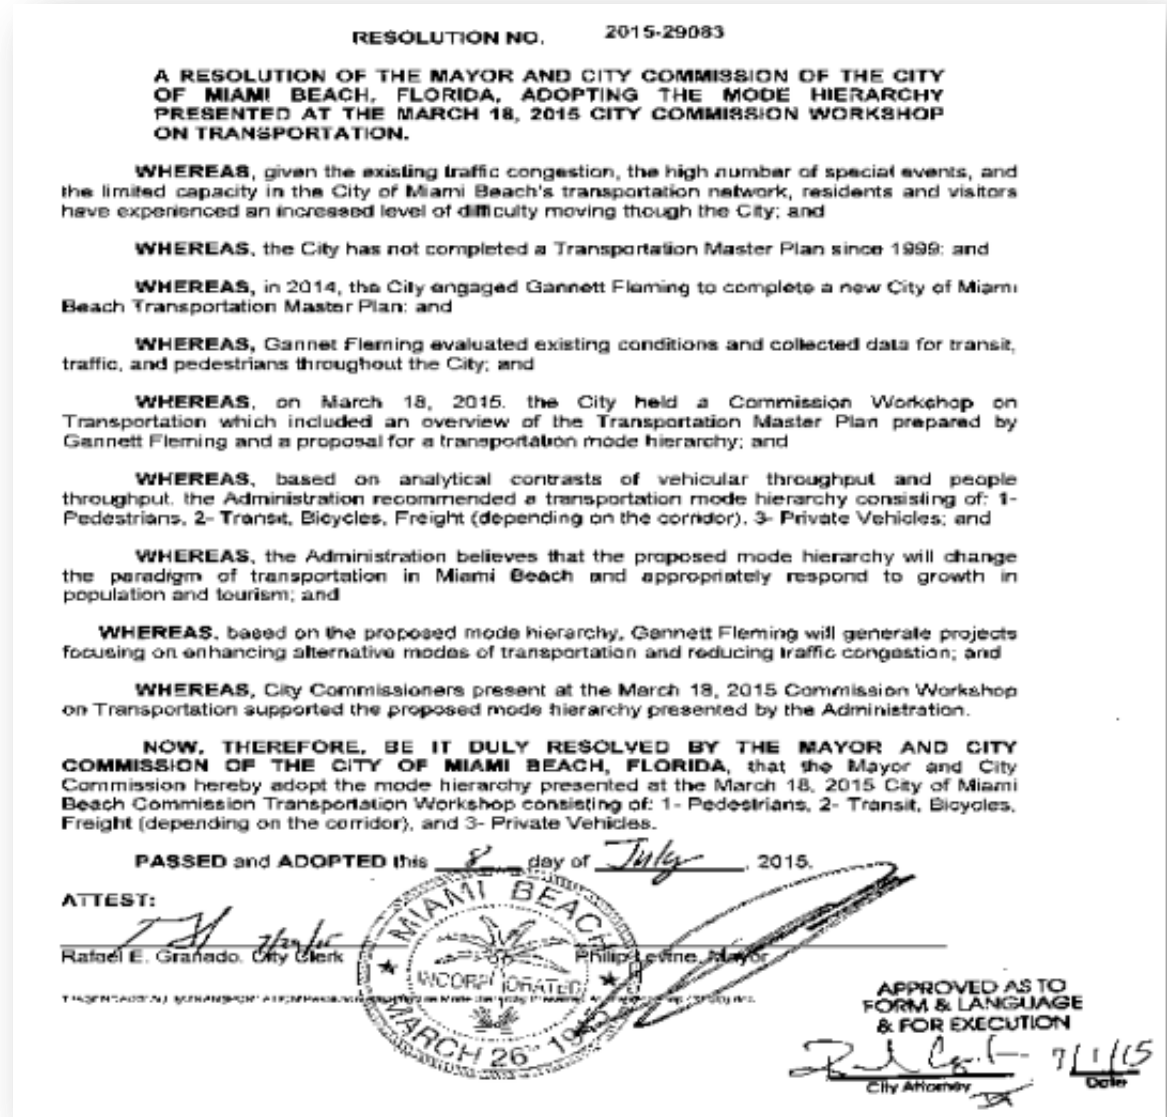 RESOLUTION NO. 2015-29083
A RESOLUTION OF THE MAYOR AND CITY COMMISSION OF THE CITY
OF MIAMI BEACH, FLORIDA, ADOPTING THE MODE HIERARCHY
PRESENTED AT THE MARCH 18, 2015 CITY COMMISSION WORKSHOP
ON TRANSPORTATION.
WHEREAS, given the existing traffic congestion, the high number of special events, and
the limited capacity in the City of Miami Beach's transportation network, residents and visitors
have experienced an increased level of difficulty moving though the City; and
WHEREAS, the City has not completed a Transportation Master Plan since 1999; and
WHEREAS, in 2014, the City engaged Gannett Fleming to complete a new City of Miami
Beach Transportation Master Plan; and
WHEREAS, Gannet Fleming evaluated existing conditions and collected data for transit,
traffic, and pedestrians throughout the City; and
WHEREAS, on March 18, 2015, the City held a Commission Workshop on
Transportation which included an overview of the Transportation Master Plan prepared by
Gannett Fleming and a proposal for a transportation mode hierarchy; and
WHEREAS, based on analytical contrasts of vehicular throughput and people
throughput, the Administration recommended a transportation mode hierarchy consisting of: 1-
Pedestrians, 2- Transit, Bicycles, Freight (depending on the corridor), 3- Private Vehicles; and
WHEREAS, the Administration believes that the proposed mode hierarchy will change
the paradigm of transportation in Miami Beach and appropriately respond to growth in
population and tourism; and
WHEREAS, based on the proposed mode hierarchy, Gannett Fleming will generate projects
focusing on enhancing alternative modes of transportation and reducing traffic congestion; and
WHEREAS, City Commissioners present at the March 18, 2015 Commission Workshop
on Transportation supported the proposed mode hierarchy presented by the Administration.
NOW, THEREFORE, BE IT DULY RESOLVED BY THE MAYOR AND CITY
COMMISSION OF THE CITY OF MIAMI BEACH, FLORIDA, that the Mayor and City
Commission hereby adopt the mode hierarchy presented at the March 18, 2015 City of Miami
Beach Commission Transportation Workshop consisting of: 1- Pedestrians, 2- Transit, Bicycles,
Freight (depending on the corridor), and 3- Private Vehicles.
PASSED and ADOPTED this 8 day of July, 2015.
ATTEST:
Rafael E. Granado, City Clerk
Philip Levine, Mayor
MIAMI BEACH
INCORP ORATED
MARCH 26 1915
APPROVED AS TO
FORM & LANGUAGE
& FOR EXECUTION
7/1/15
City Attorney Date